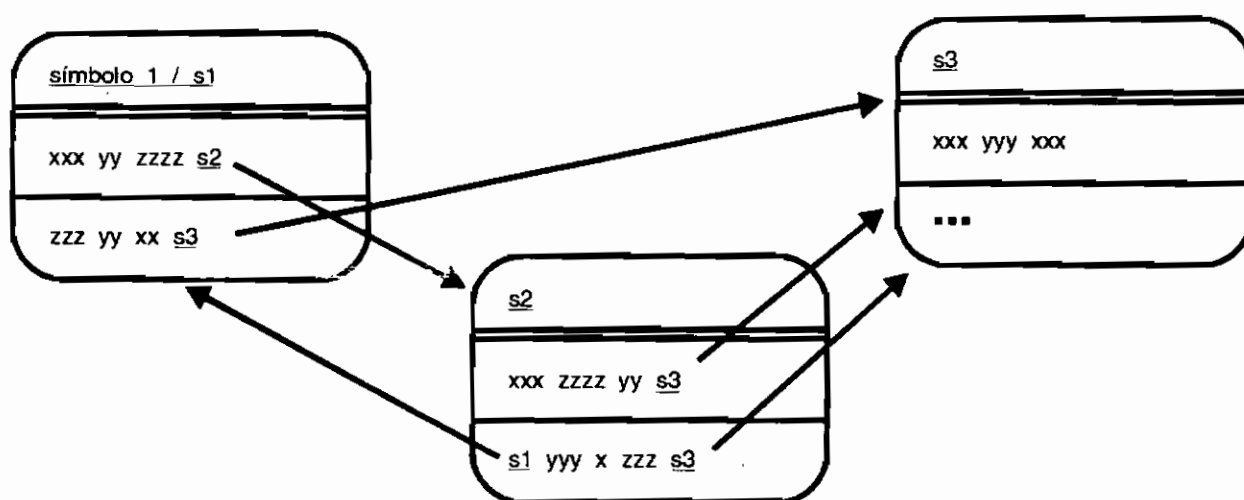 símbolo 1 / s1
xxx yy zzzz s2
zzz yy xx s3
s3
xxx yyy xxx
...
s2
xxx zzzz yy s3
s1 yyy x zzz s3